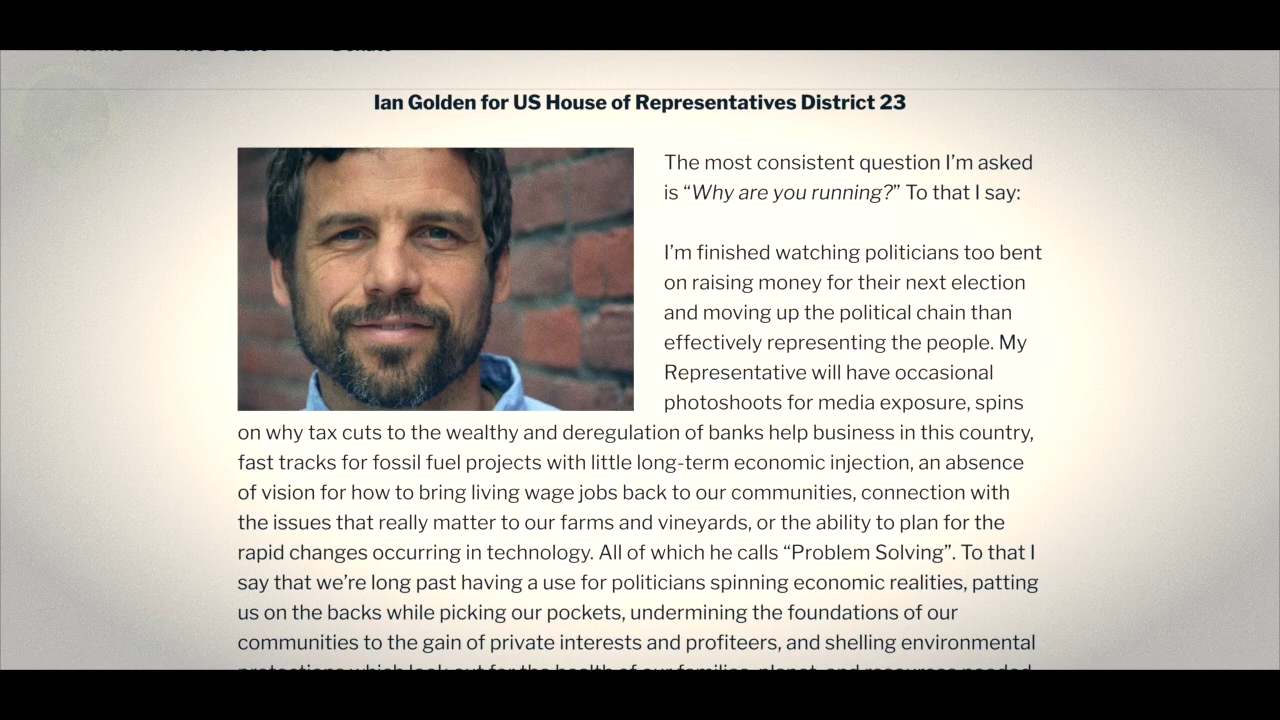 Ian Golden for US House of Representatives District 23
The most consistent question I'm asked
is “Why are you running?” To that I say:
I'm finished watching politicians too bent
on raising money for their next election
and moving up the political chain than
effectively representing the people. My
Representative will have occasional
photoshoots for media exposure, spins
on why tax cuts to the wealthy and deregulation of banks help business in this country,
fast tracks for fossil fuel projects with little long-term economic injection, an absence
of vision for how to bring living wage jobs back to our communities, connection with
the issues that really matter to our farms and vineyards, or the ability to plan for the
rapid changes occurring in technology. All of which he calls “Problem Solving”. To that I
say that we're long past having a use for politicians spinning economic realities, patting
us on the backs while picking our pockets, undermining the foundations of our
communities to the gain of private interests and profiteers, and shelling environmental